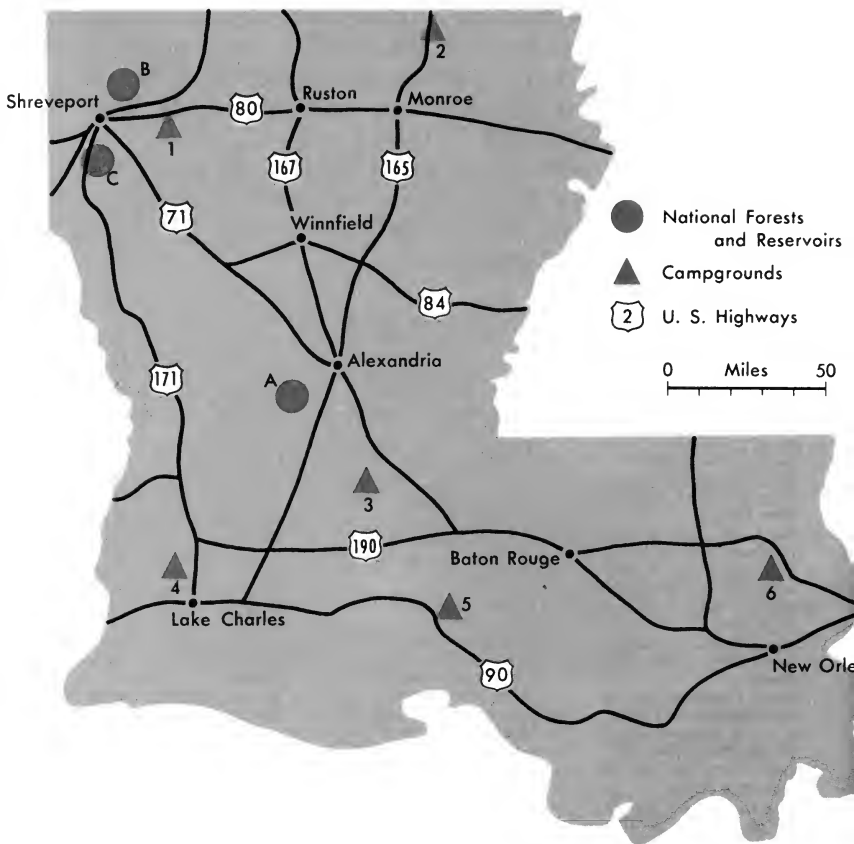 2
B
A
Shreveport
80
Ruston
Monroe
1
C
167
165
71
Winnfield
National Forests
and Reservoirs
Campgrounds
84
2 U. S. Highways
Alexandria
0 Miles 50
A
171
3
190
Baton Rouge
4
5
6
Lake Charles
90
New Orle